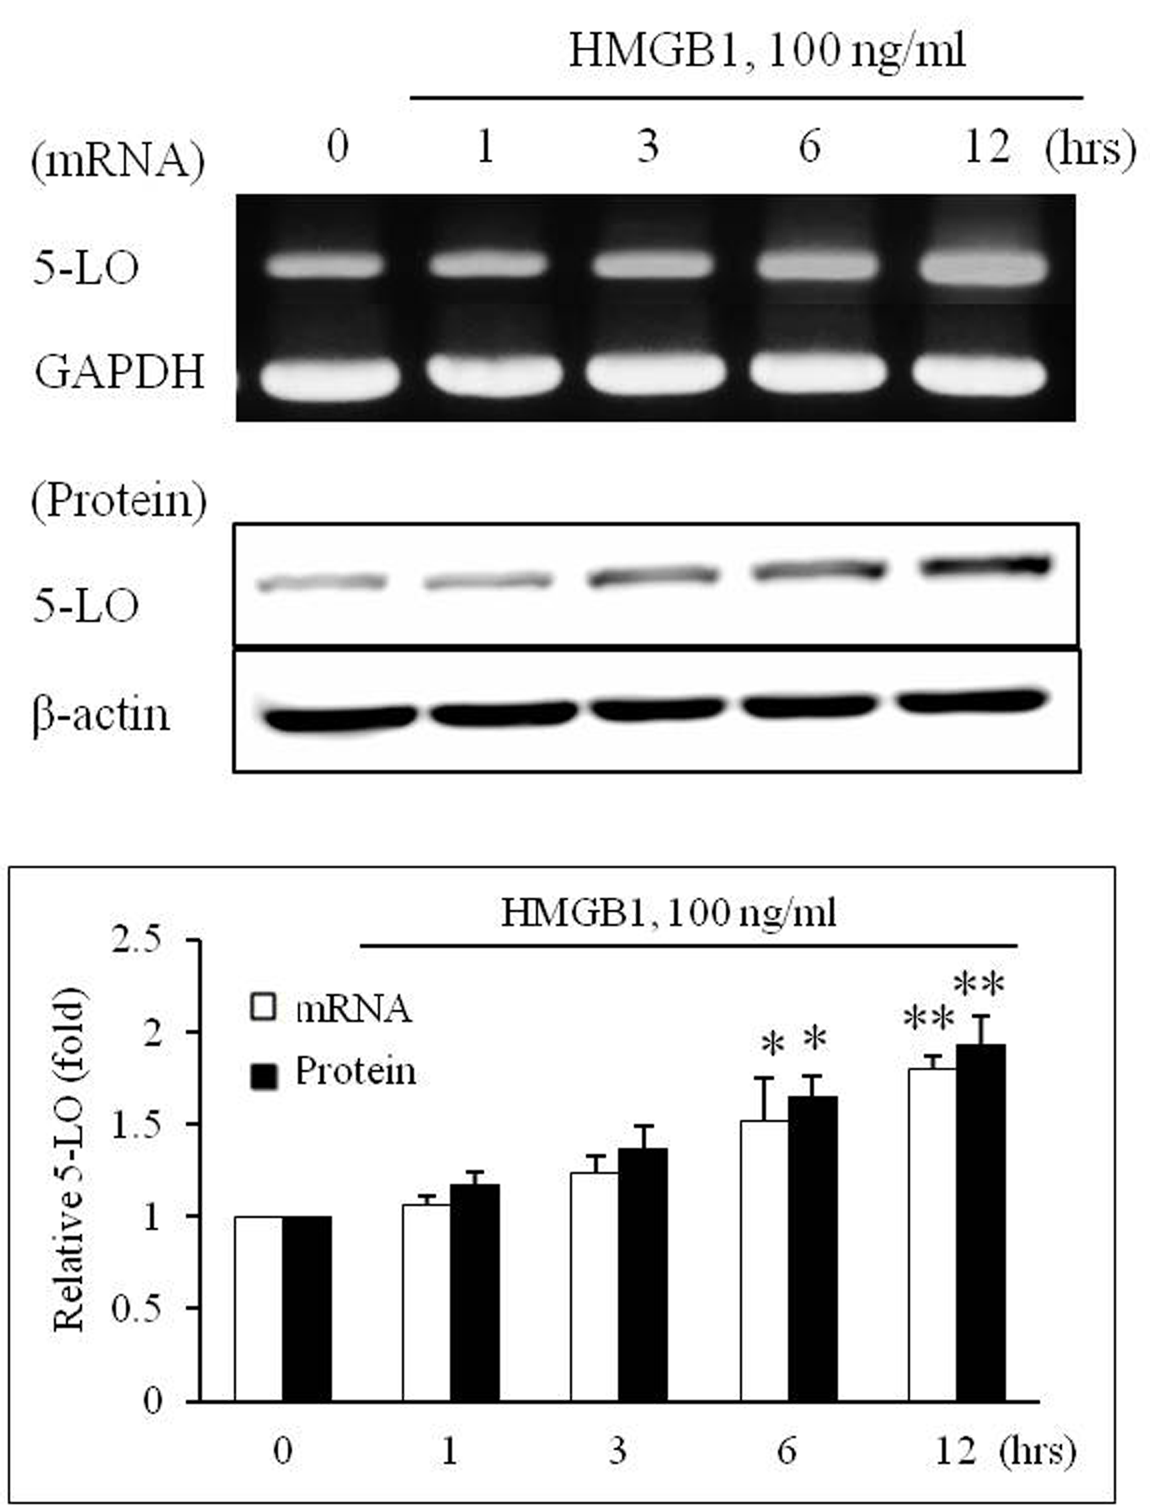 HMGB1, 100 ng/ml
(mRNA) 0 1 3 6 12 (hrs)
5-LO
GAPDH
(Protein)
5-LO
β-actin
HMGB1, 100 ng/ml
2.5
2
1.5
1
0.5
0
Relative 5-LO (fold)
mRNA
Protein
* *
** **
0 1 3 6 12 (hrs)